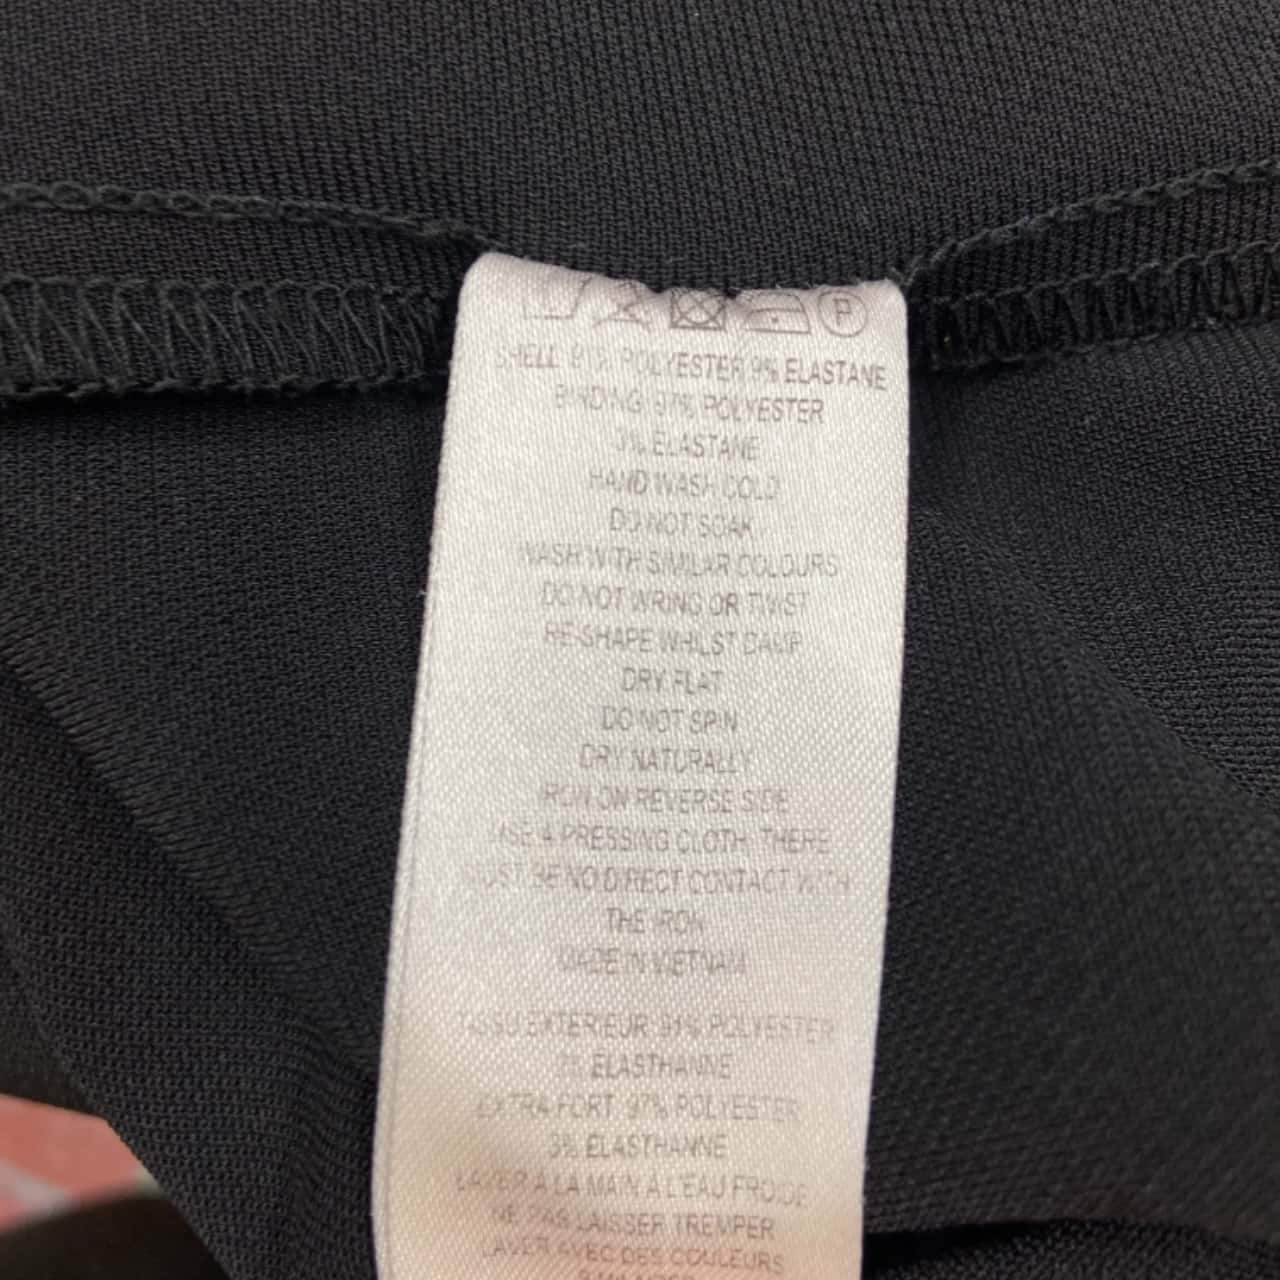 P
SHELL 91% POLYESTER 9% ELASTANE
BINDING 97% POLYESTER
3% ELASTANE
HAND WASH COLD
DO NOT SOAK
WASH WITH SIMILAR COLOURS
DO NOT WRING OR TWIST
RE-SHAPE WHILST DAMP
DRY FLAT
DO NOT SPIN
DRY NATURALLY
IRON ON REVERSE SIDE
USE A PRESSING CLOTH. THERE
MUST BE NO DIRECT CONTACT WITH
THE IRON
MADE IN VIETNAM
TISSU EXTERIEUR 91% POLYESTER
9% ELASTHANNE
EXTRA FORT 97% POLYESTER
3% ELASTHANNE
LAVER À LA MAIN À L'EAU FROIDE
NE PAS LAISSER TREMPER
LAVER AVEC DES COULEURS